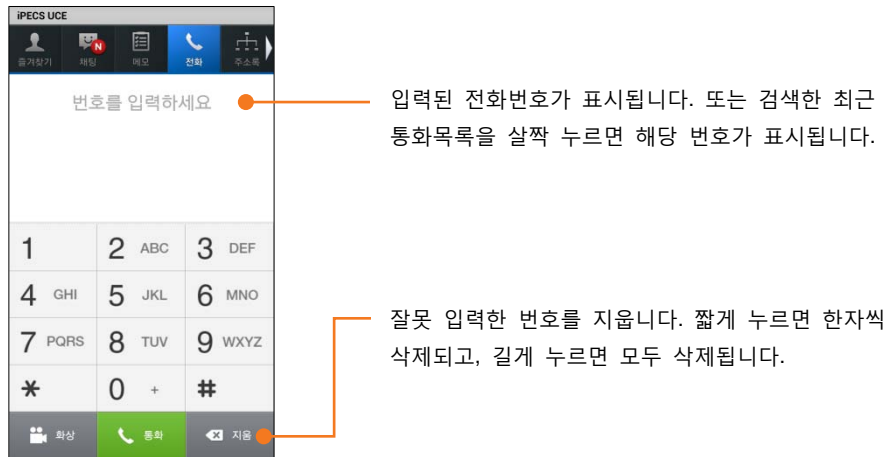 iPECS UCE
즐겨찾기 채팅 N 메모 전화 주소록
번호를 입력하세요
입력된 전화번호가 표시됩니다. 또는 검색한 최근
통화목록을 살짝 누르면 해당 번호가 표시됩니다.
1 2 ABC 3 DEF
4 GHI 5 JKL 6 MNO
7 PQRS 8 TUV 9 WXYZ
* 0 + #
잘못 입력한 번호를 지웁니다. 짧게 누르면 한자씩
삭제되고, 길게 누르면 모두 삭제됩니다.
화상 통화 지움